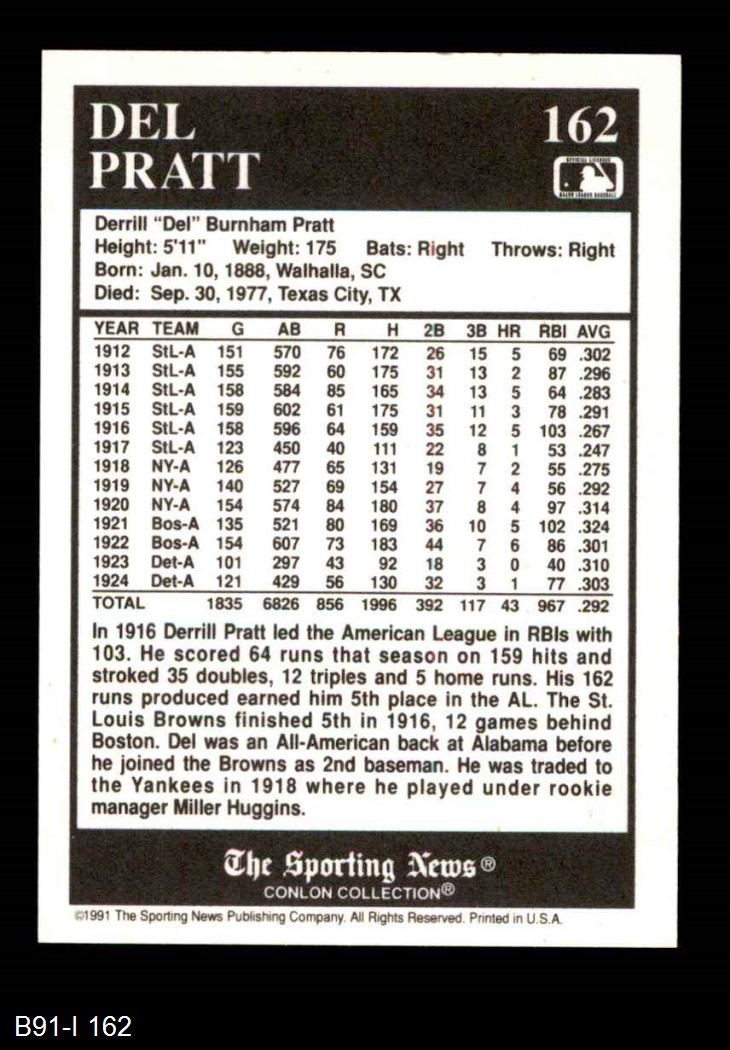 DEL
PRATT
162
OFFICIAL LICENSEE
MAJOR LEAGUE BASEBALL
Derrill “Del” Burnham Pratt
Height: 5'11" Weight: 175 Bats: Right Throws: Right
Born: Jan. 10, 1888, Walhalla, SC
Died: Sep. 30, 1977, Texas City, TX
YEAR TEAM G AB R H 2B 3B HR RBI AVG
1912 StL-A 151 570 76 172 26 15 5 69 .302
1913 StL-A 155 592 60 175 31 13 2 87 .296
1914 StL-A 158 584 85 165 34 13 5 64 .283
1915 StL-A 159 602 61 175 31 11 3 78 .291
1916 StL-A 158 596 64 159 35 12 5 103 .267
1917 StL-A 123 450 40 111 22 8 1 53 .247
1918 NY-A 126 477 65 131 19 7 2 55 .275
1919 NY-A 140 527 69 154 27 7 4 56 .292
1920 NY-A 154 574 84 180 37 8 4 97 .314
1921 Bos-A 135 521 80 169 36 10 5 102 .324
1922 Bos-A 154 607 73 183 44 7 6 86 .301
1923 Det-A 101 297 43 92 18 3 0 40 .310
1924 Det-A 121 429 56 130 32 3 1 77 .303
TOTAL 1835 6826 856 1996 392 117 43 967 .292
In 1916 Derrill Pratt led the American League in RBIs with
103. He scored 64 runs that season on 159 hits and
stroked 35 doubles, 12 triples and 5 home runs. His 162
runs produced earned him 5th place in the AL. The St.
Louis Browns finished 5th in 1916, 12 games behind
Boston. Del was an All-American back at Alabama before
he joined the Browns as 2nd baseman. He was traded to
the Yankees in 1918 where he played under rookie
manager Miller Huggins.
The Sporting News®
CONLON COLLECTION®
©1991 The Sporting News Publishing Company. All Rights Reserved. Printed in U.S.A.
B91-I 162